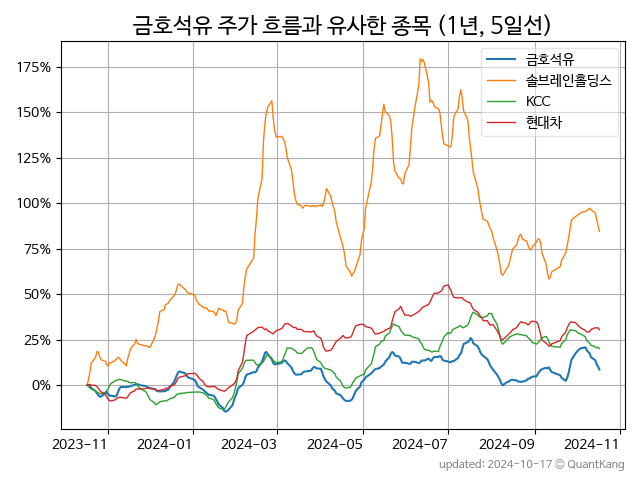 금호석유 주가 흐름과 유사한 종목 (1년, 5일선)
금호석유
솔브레인홀딩스
KCC
현대차
175%
150%
125%
100%
75%
50%
25%
0%
2023-11
2024-01
2024-03
2024-05
2024-07
2024-09
2024-11
updated: 2024-10-17 © QuantKang